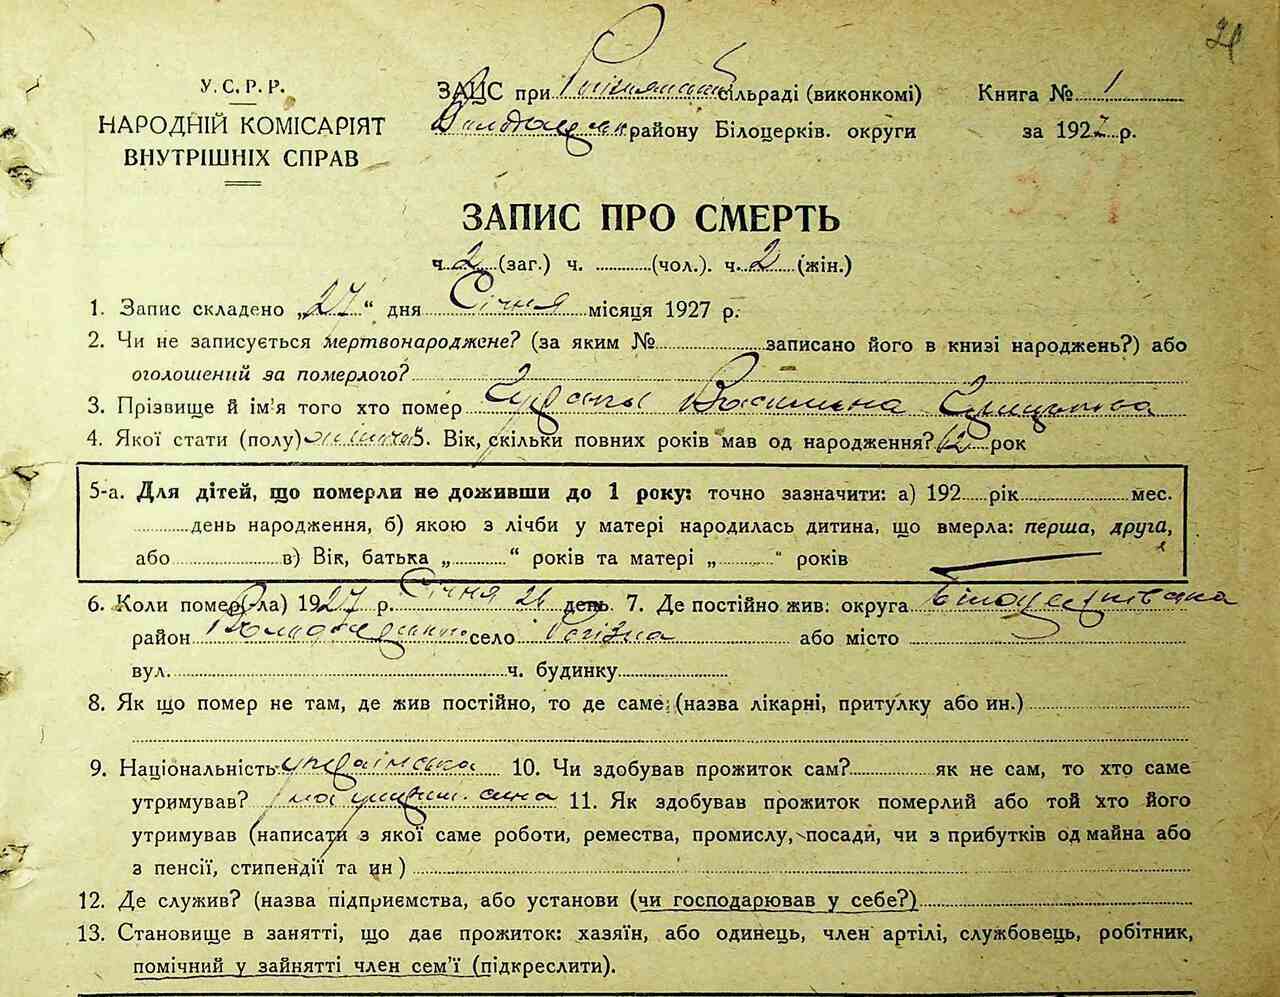 У.С.Р.Р.
НАРОДНІЙ КОМІСАРІЯТ
ВНУТРІШНІХ СПРАВ
ЗАЦС при сільраді (виконкомі)
району Білоцерків. округи
Книга № 1
за 1927 р.
ЗАПИС ПРО СМЕРТЬ
ч. 2 (заг.) ч. (чол.). ч. 2 (жін.)
1. Запис складено „27“ дня Січня місяця 1927 р.
2. Чи не записується мертвонароджене? (за яким № записано його в книзі народжень?) або
оголошений за померлого?
3. Прізвище й ім'я того хто помер
4. Якої стати (полу) 5. Вік, скільки повних років мав од народження? рок
5-а. Для дітей, що померли не доживши до 1 року: точно зазначити: а) 192 рік мес.
день народження, б) якою з лічби у матері народилась дитина, що вмерла: перша, друга,
або в) Вік, батька „ “ років та матері „ “ років
6. Коли помер(ла) 1927 р. Січня день. 7. Де постійно жив: округа Білоцерківська
район село Рогізна або місто
вул. ч. будинку
8. Як що помер не там, де жив постійно, то де саме: (назва лікарні, притулку або ин.)
9. Національність українська 10. Чи здобував прожиток сам? як не сам, то хто саме
утримував? сина 11. Як здобував прожиток померлий або той хто його
утримував (написати з якої саме роботи, ремества, промислу, посади, чи з прибутків од майна або
з пенсії, стипендії та ин)
12. Де служив? (назва підприємства, або установи (чи господарював у себе?)
13. Становище в занятті, що дає прожиток: хазяїн, або одинець, член артілі, службовець, робітник,
помічний у зайнятті член сем'ї (підкреслити).